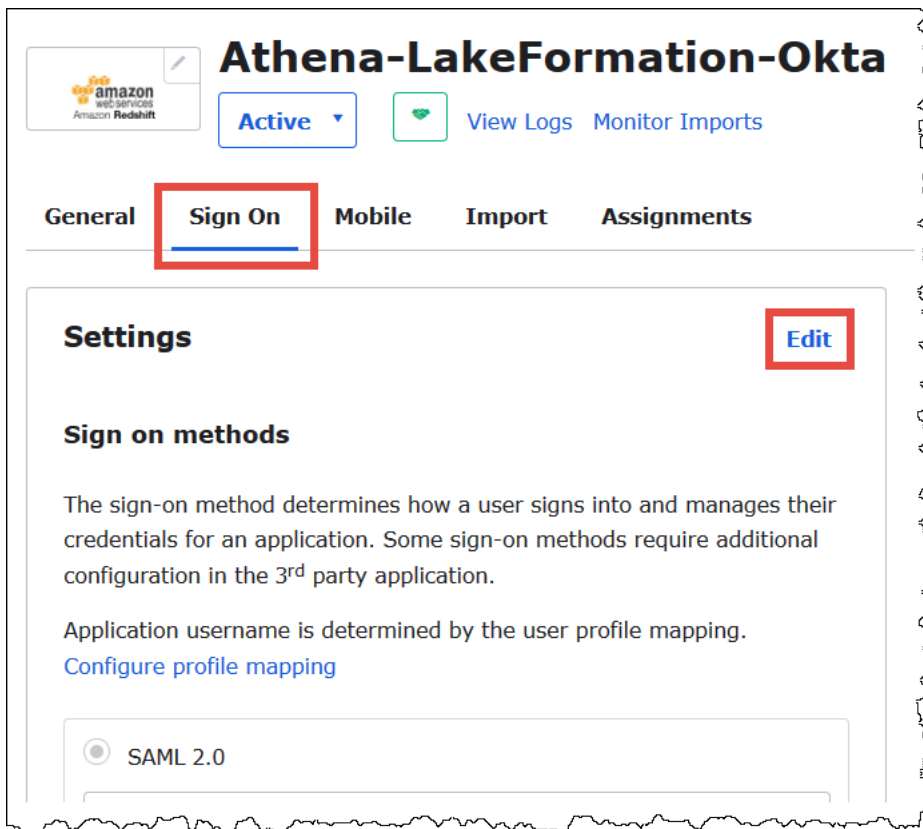 Athena-LakeFormation-Okta
amazon
webservices
Amazon Redshift
Active
View Logs
Monitor Imports
General
Sign On
Mobile
Import
Assignments
Settings
Edit
Sign on methods
The sign-on method determines how a user signs into and manages their
credentials for an application. Some sign-on methods require additional
configuration in the 3rd party application.
Application username is determined by the user profile mapping.
Configure profile mapping
SAML 2.0